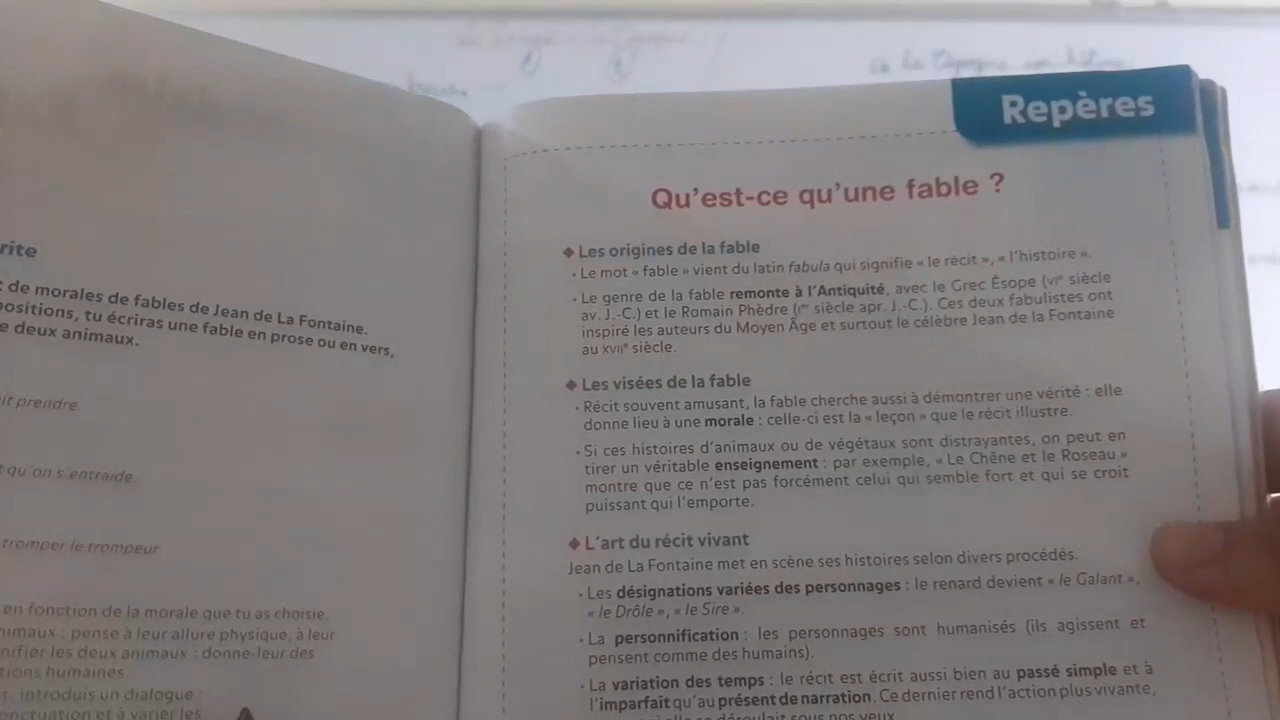 rite
de morales de fables de Jean de La Fontaine.
positions, tu écriras une fable en prose ou en vers,
e deux animaux.
it prendre.
qu'on s'entraide.
tromper le trompeur.
en fonction de la morale que tu as choisie.
nimaux : pense à leur allure physique, à leur
nifier les deux animaux : donne-leur des
tions humaines.
introduis un dialogue :
nctuation et à varier les
Repères
Qu'est-ce qu'une fable ?
◆ Les origines de la fable
• Le mot « fable » vient du latin fabula qui signifie « le récit », « l'histoire ».
• Le genre de la fable remonte à l'Antiquité, avec le Grec Ésope (VIe siècle
av. J.-C.) et le Romain Phèdre (Ier siècle apr. J.-C.). Ces deux fabulistes ont
inspiré les auteurs du Moyen Âge et surtout le célèbre Jean de la Fontaine
au XVIIe siècle.
◆ Les visées de la fable
• Récit souvent amusant, la fable cherche aussi à démontrer une vérité : elle
donne lieu à une morale : celle-ci est la « leçon » que le récit illustre.
• Si ces histoires d'animaux ou de végétaux sont distrayantes, on peut en
tirer un véritable enseignement : par exemple, « Le Chêne et le Roseau »
montre que ce n'est pas forcément celui qui semble fort et qui se croit
puissant qui l'emporte.
◆ L'art du récit vivant
Jean de La Fontaine met en scène ses histoires selon divers procédés.
• Les désignations variées des personnages : le renard devient « le Galant »,
« le Drôle », « le Sire ».
• La personnification : les personnages sont humanisés (ils agissent et
pensent comme des humains).
• La variation des temps : le récit est écrit aussi bien au passé simple et à
l'imparfait qu'au présent de narration. Ce dernier rend l'action plus vivante,
se déroulait sous nos yeux.